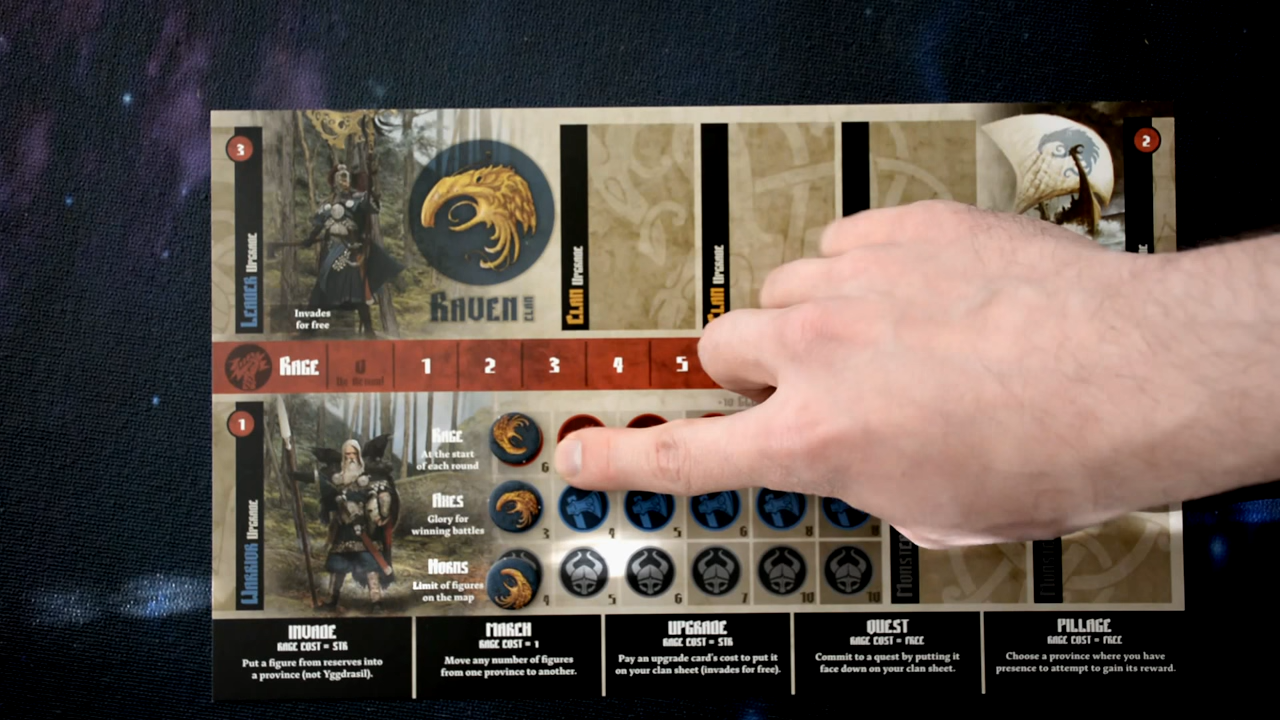 3
2
LEADER UPGRADE
Invades
for free
RAVEN CLAN
CLAN UPGRADE
CLAN UPGRADE
RAGE 0 1 2 3 4 5
1
WARRIOR UPGRADE
RAGE
At the start
of each round
6
AXES
Glory for
winning battles
3 4 5 6 8 8
HORNS
Limit of figures
on the map
4 5 6 7 10 10
INVADE
RAGE COST = STR
Put a figure from reserves into
a province (not Yggdrasil).
MARCH
RAGE COST = 1
Move any number of figures
from one province to another.
UPGRADE
RAGE COST = STR
Pay an upgrade card's cost to put it
on your clan sheet (invades for free).
QUEST
RAGE COST = FREE
Commit to a quest by putting it
face down on your clan sheet.
PILLAGE
RAGE COST = FREE
Choose a province where you have
presence to attempt to gain its reward.